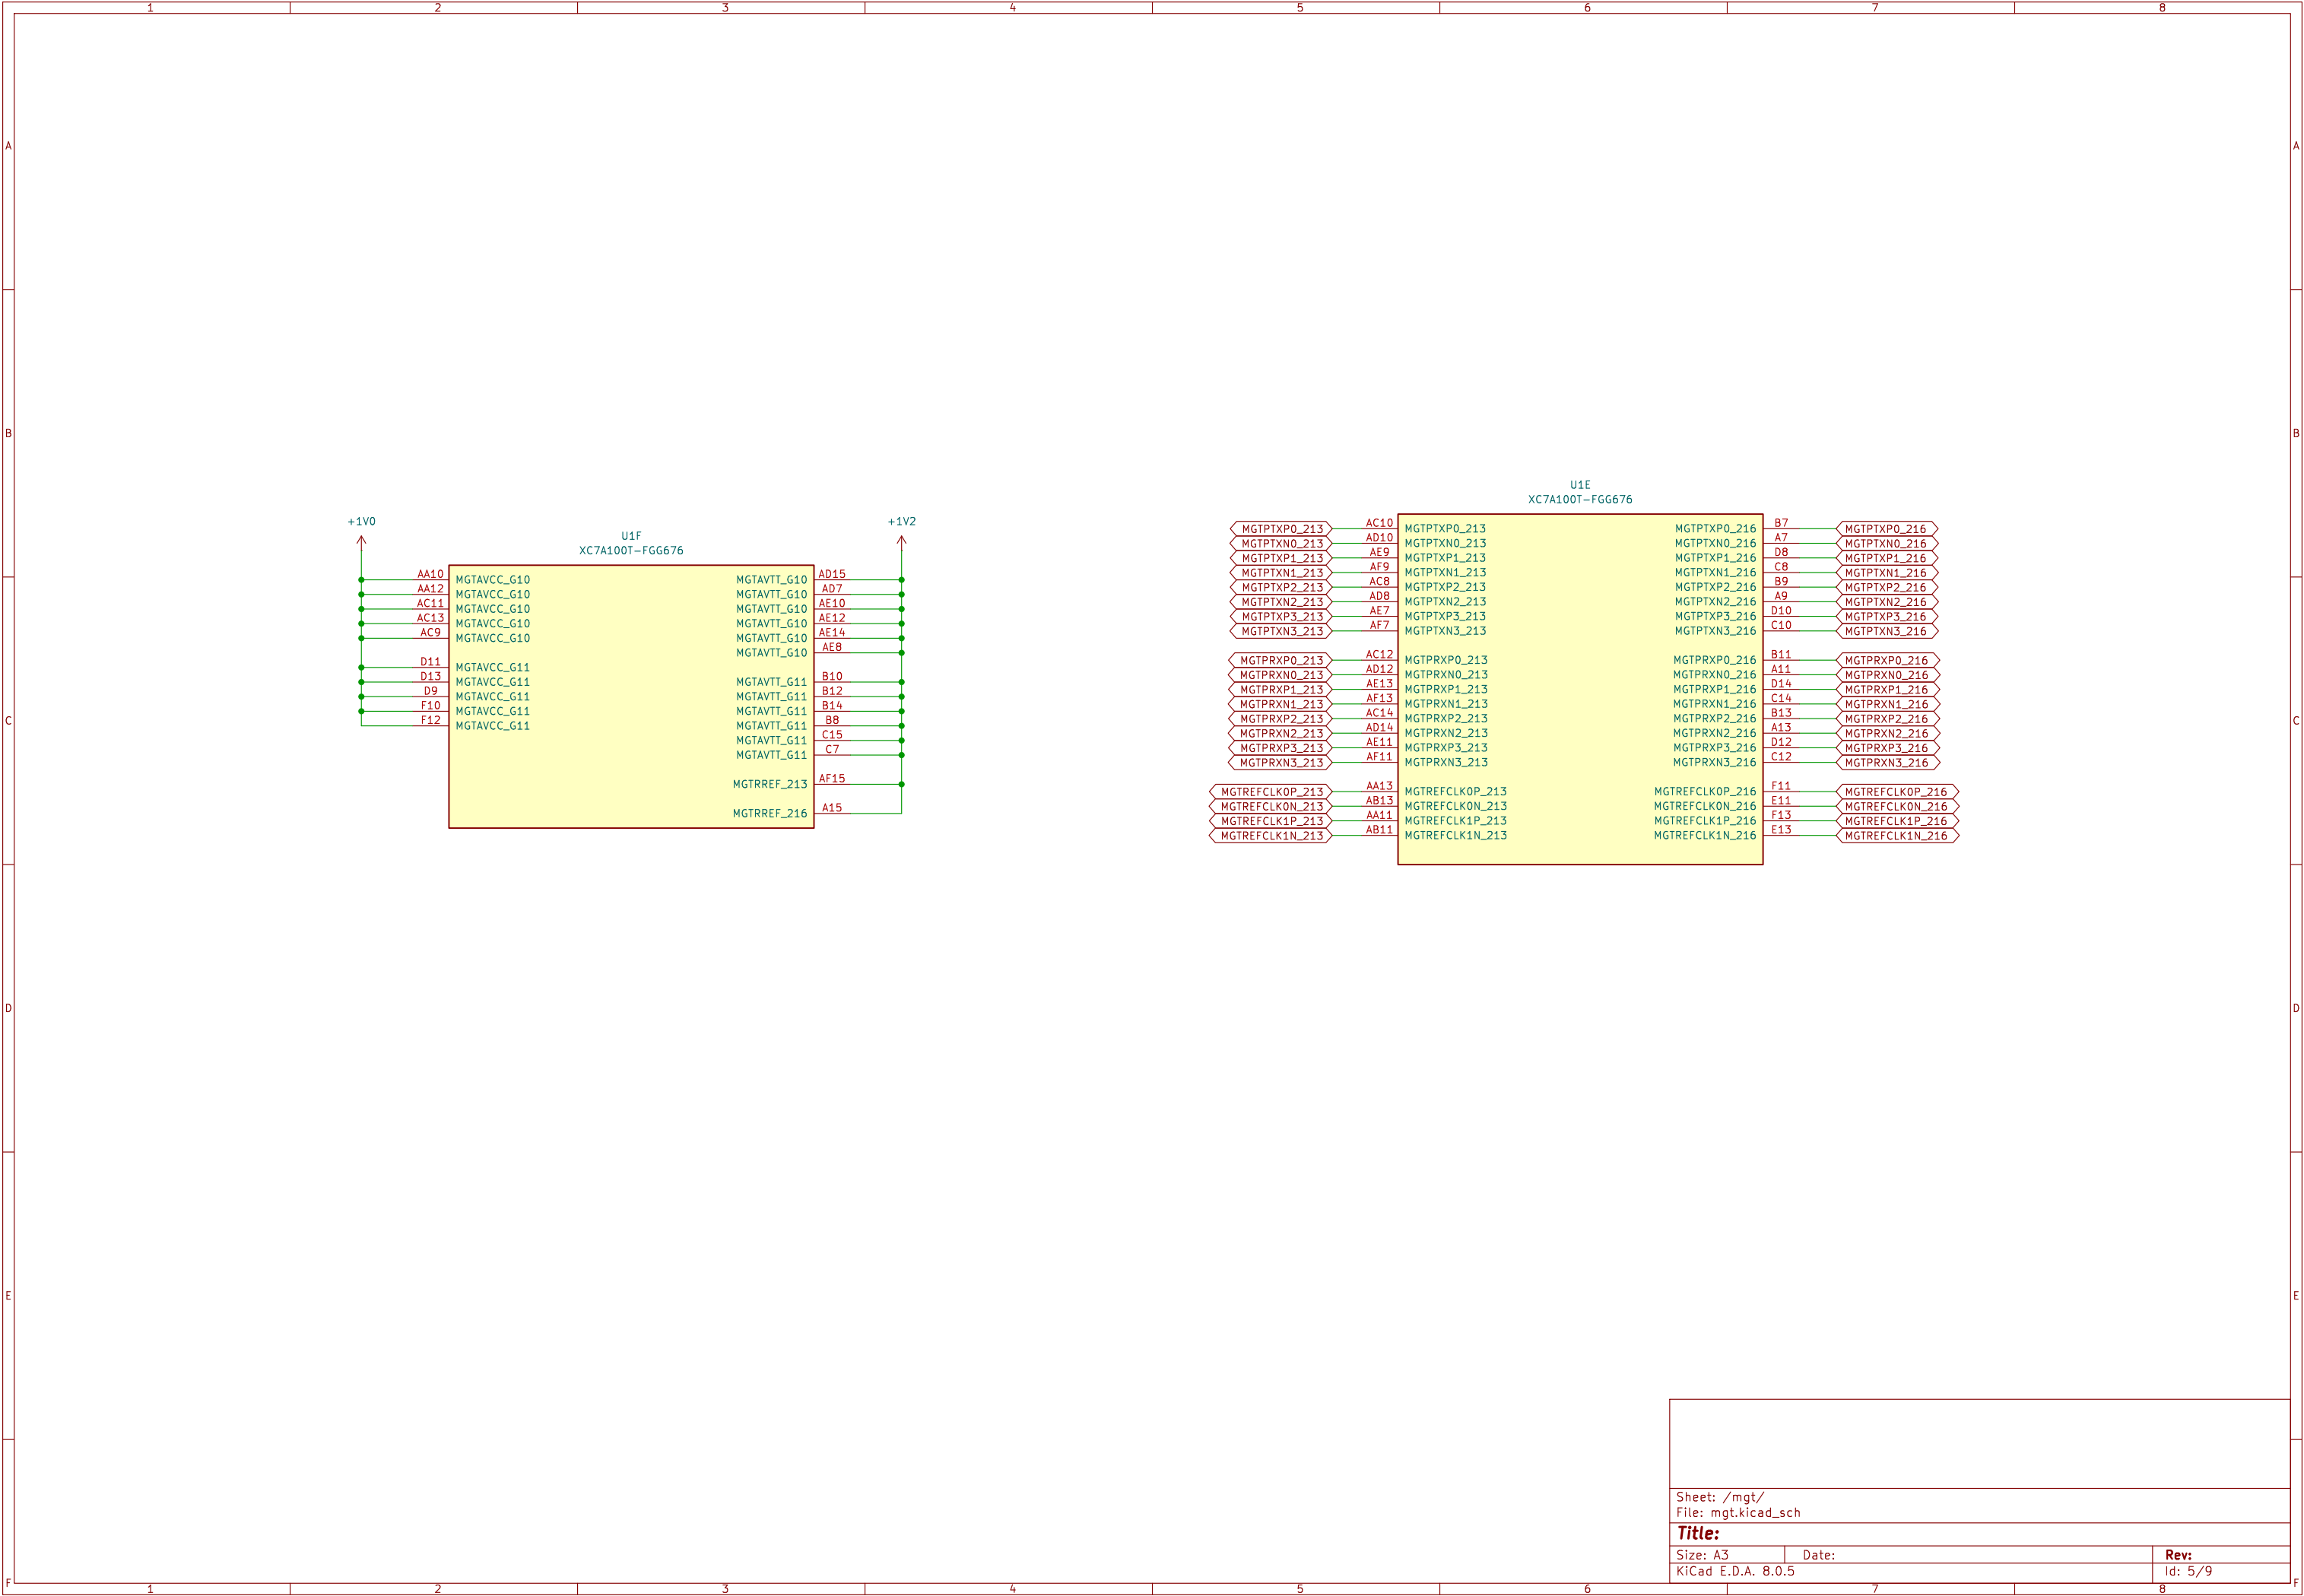 1 2 3 4 5 6 7 8
A A
B B
C C
D D
E E
F F
+1V0
+1V2
U1F
XC7A100T-FGG676
AA10 MGTAVCC_G10
AA12 MGTAVCC_G10
AC11 MGTAVCC_G10
AC13 MGTAVCC_G10
AC9 MGTAVCC_G10
D11 MGTAVCC_G11
D13 MGTAVCC_G11
D9 MGTAVCC_G11
F10 MGTAVCC_G11
F12 MGTAVCC_G11
MGTAVTT_G10 AD15
MGTAVTT_G10 AD7
MGTAVTT_G10 AE10
MGTAVTT_G10 AE12
MGTAVTT_G10 AE14
MGTAVTT_G10 AE8
MGTAVTT_G11 B10
MGTAVTT_G11 B12
MGTAVTT_G11 B14
MGTAVTT_G11 B8
MGTAVTT_G11 C15
MGTAVTT_G11 C7
MGTRREF_213 AF15
MGTRREF_216 A15
U1E
XC7A100T-FGG676
MGTPTXP0_213 AC10 MGTPTXP0_213 MGTPTXP0_216 B7 MGTPTXP0_216
MGTPTXN0_213 AD10 MGTPTXN0_213 MGTPTXN0_216 A7 MGTPTXN0_216
MGTPTXP1_213 AE9 MGTPTXP1_213 MGTPTXP1_216 D8 MGTPTXP1_216
MGTPTXN1_213 AF9 MGTPTXN1_213 MGTPTXN1_216 C8 MGTPTXN1_216
MGTPTXP2_213 AC8 MGTPTXP2_213 MGTPTXP2_216 B9 MGTPTXP2_216
MGTPTXN2_213 AD8 MGTPTXN2_213 MGTPTXN2_216 A9 MGTPTXN2_216
MGTPTXP3_213 AE7 MGTPTXP3_213 MGTPTXP3_216 D10 MGTPTXP3_216
MGTPTXN3_213 AF7 MGTPTXN3_213 MGTPTXN3_216 C10 MGTPTXN3_216
MGTPRXP0_213 AC12 MGTPRXP0_213 MGTPRXP0_216 B11 MGTPRXP0_216
MGTPRXN0_213 AD12 MGTPRXN0_213 MGTPRXN0_216 A11 MGTPRXN0_216
MGTPRXP1_213 AE13 MGTPRXP1_213 MGTPRXP1_216 D14 MGTPRXP1_216
MGTPRXN1_213 AF13 MGTPRXN1_213 MGTPRXN1_216 C14 MGTPRXN1_216
MGTPRXP2_213 AC14 MGTPRXP2_213 MGTPRXP2_216 B13 MGTPRXP2_216
MGTPRXN2_213 AD14 MGTPRXN2_213 MGTPRXN2_216 A13 MGTPRXN2_216
MGTPRXP3_213 AE11 MGTPRXP3_213 MGTPRXP3_216 D12 MGTPRXP3_216
MGTPRXN3_213 AF11 MGTPRXN3_213 MGTPRXN3_216 C12 MGTPRXN3_216
MGTREFCLK0P_213 AA13 MGTREFCLK0P_213 MGTREFCLK0P_216 F11 MGTREFCLK0P_216
MGTREFCLK0N_213 AB13 MGTREFCLK0N_213 MGTREFCLK0N_216 E11 MGTREFCLK0N_216
MGTREFCLK1P_213 AA11 MGTREFCLK1P_213 MGTREFCLK1P_216 F13 MGTREFCLK1P_216
MGTREFCLK1N_213 AB11 MGTREFCLK1N_213 MGTREFCLK1N_216 E13 MGTREFCLK1N_216
Sheet: /mgt/
File: mgt.kicad_sch
Title:
Size: A3 Date: Rev:
KiCad E.D.A. 8.0.5 Id: 5/9
1 2 3 4 5 6 7 8